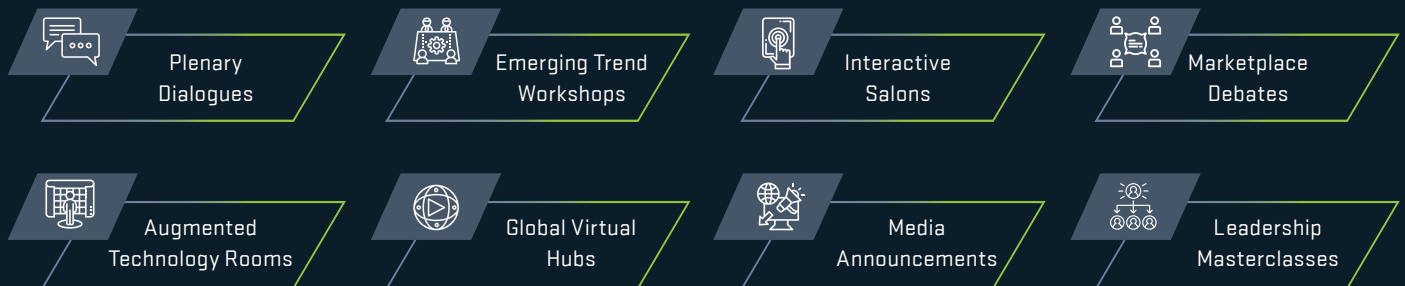 Plenary
Dialogues
Emerging Trend
Workshops
Interactive
Salons
Marketplace
Debates
Augmented
Technology Rooms
Global Virtual
Hubs
Media
Announcements
Leadership
Masterclasses